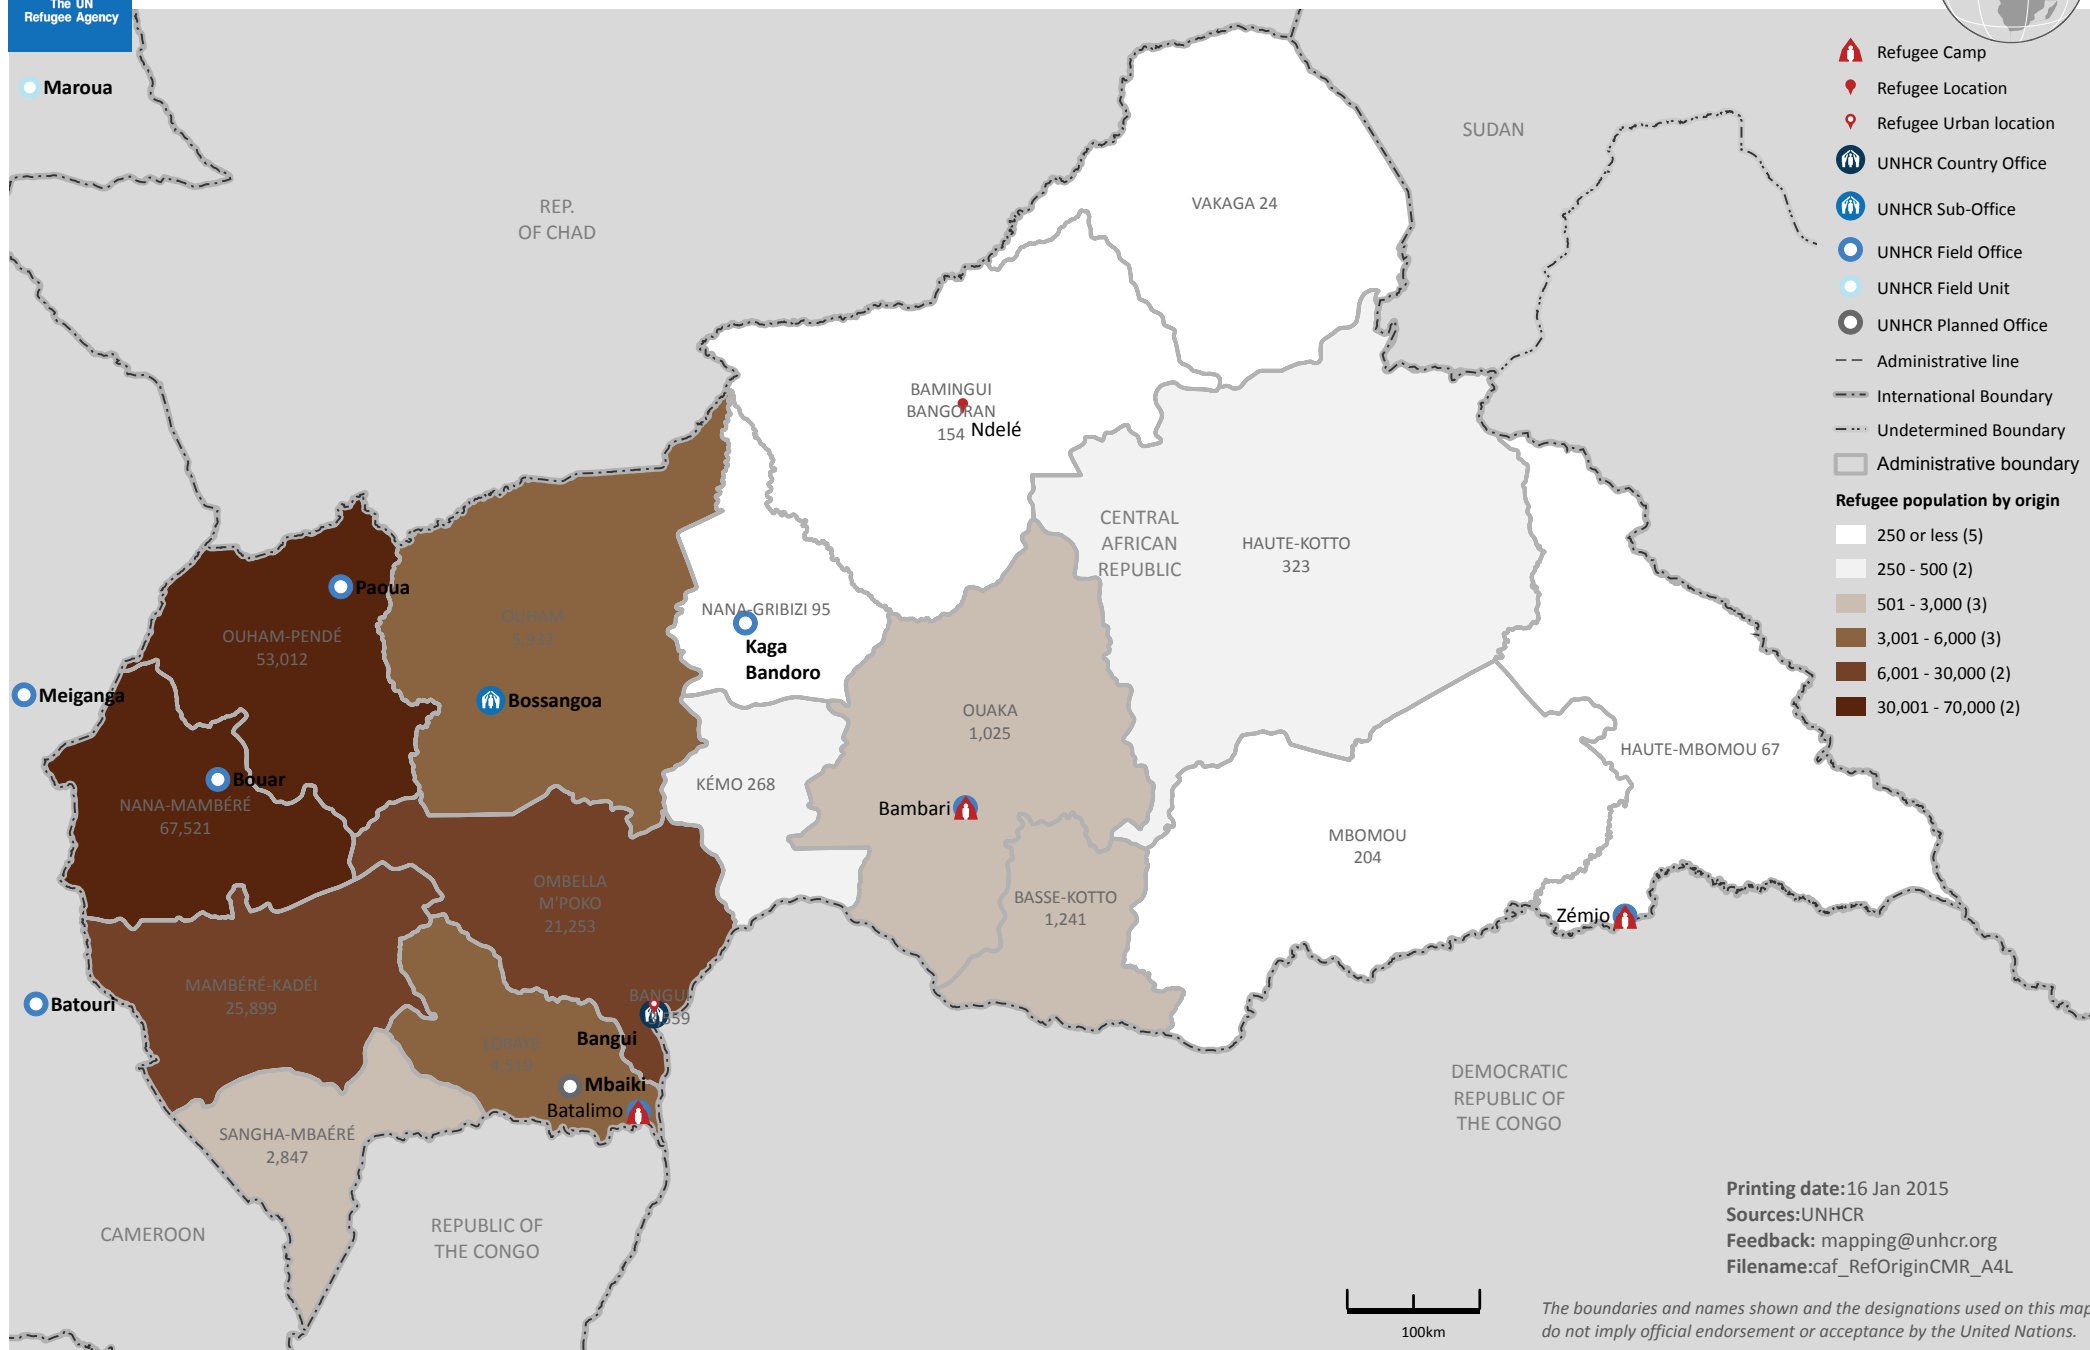 The UN
Refugee Agency
Maroua
REP.
OF CHAD
SUDAN
VAKAGA 24
BAMINGUI
BANGORAN
154
Ndelé
CENTRAL
AFRICAN
REPUBLIC
HAUTE-KOTTO
323
Paoua
OUHAM-PENDÉ
53,012
OUHAM
NANA-GRIBIZI 95
Kaga
Bandoro
Meiganga
Bossangoa
OUAKA
1,025
HAUTE-MBOMOU 67
Bouar
NANA-MAMBÉRÉ
67,521
KÉMO 268
Bambari
MBOMOU
204
OMBELLA
M'POKO
21,253
BASSE-KOTTO
1,241
Zémio
MAMBÉRÉ-KADÉI
25,899
Batouri
Bangui
Mbaiki
Batalimo
SANGHA-MBAÉRÉ
2,847
DEMOCRATIC
REPUBLIC OF
THE CONGO
CAMEROON
REPUBLIC OF
THE CONGO
Refugee Camp
Refugee Location
Refugee Urban location
UNHCR Country Office
UNHCR Sub-Office
UNHCR Field Office
UNHCR Field Unit
UNHCR Planned Office
Administrative line
International Boundary
Undetermined Boundary
Administrative boundary
Refugee population by origin
250 or less (5)
250 - 500 (2)
501 - 3,000 (3)
3,001 - 6,000 (3)
6,001 - 30,000 (2)
30,001 - 70,000 (2)
Printing date:16 Jan 2015
Sources:UNHCR
Feedback: mapping@unhcr.org
Filename:caf_RefOriginCMR_A4L
100km
The boundaries and names shown and the designations used on this map
do not imply official endorsement or acceptance by the United Nations.